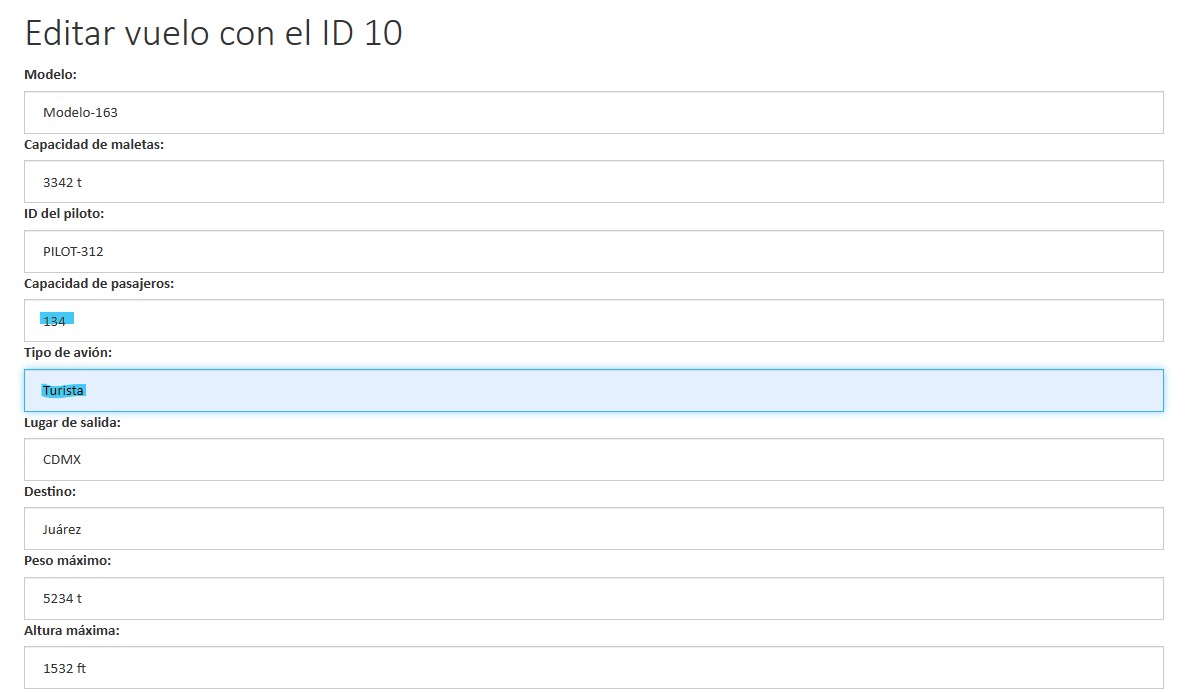 Editar vuelo con el ID 10
Modelo:
Modelo-163
Capacidad de maletas:
3342 t
ID del piloto:
PILOT-312
Capacidad de pasajeros:
134
Tipo de avión:
Turista
Lugar de salida:
CDMX
Destino:
Juárez
Peso máximo:
5234 t
Altura máxima:
1532 ft